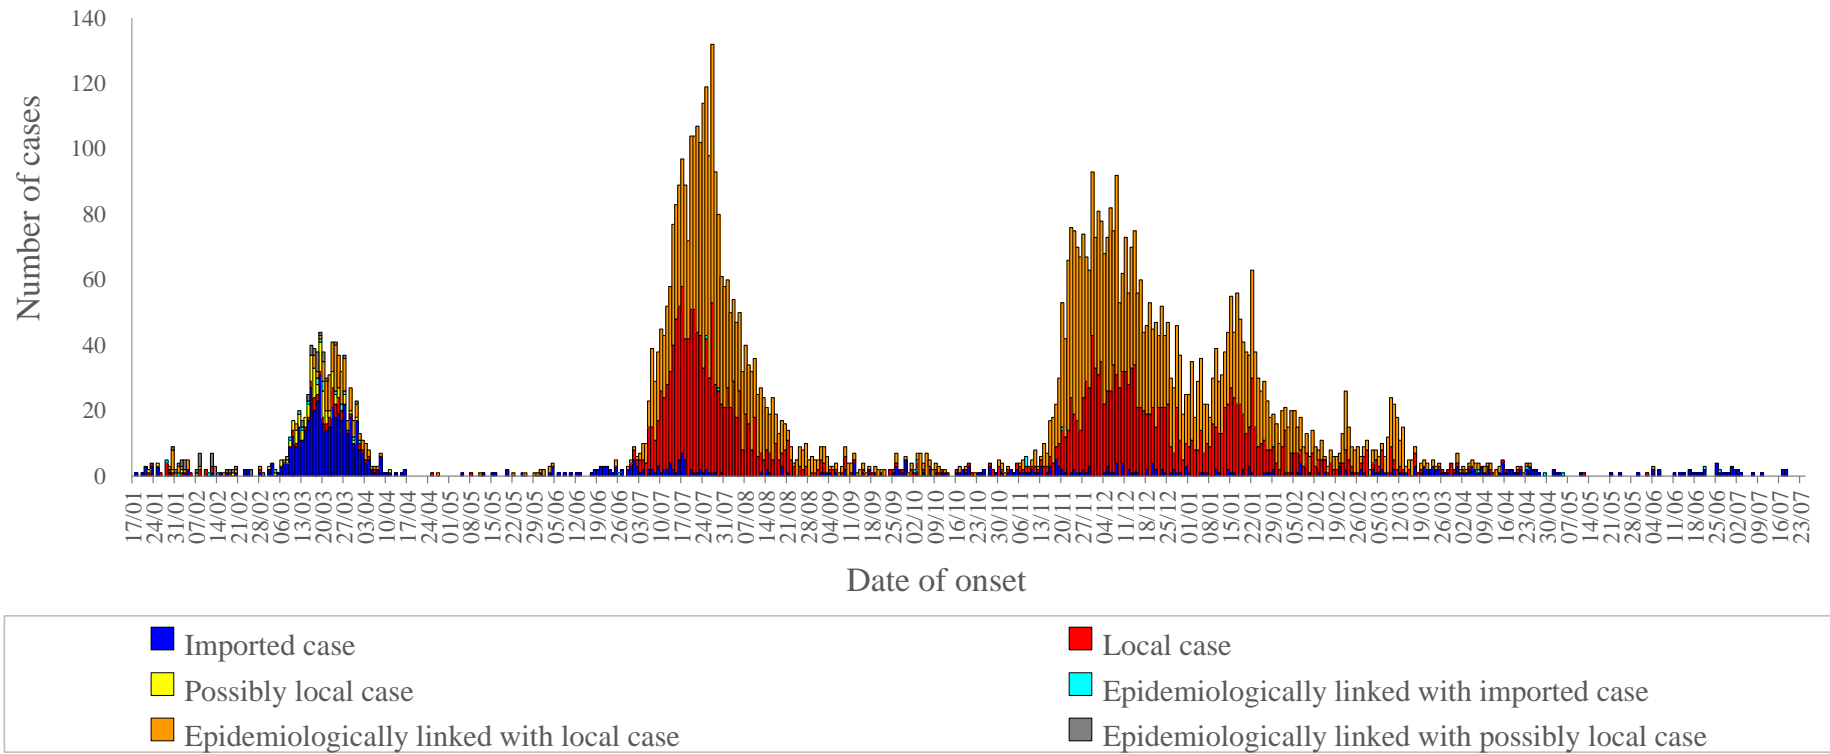 140
120
100
80
60
40
20
0
Number of cases
17/01 24/01 31/01 07/02 14/02 21/02 28/02 06/03 13/03 20/03 27/03 03/04 10/04 17/04 24/04 01/05 08/05 15/05 22/05 29/05 05/06 12/06 19/06 26/06 03/07 10/07 17/07 24/07 31/07 07/08 14/08 21/08 28/08 04/09 11/09 18/09 25/09 02/10 09/10 16/10 23/10 30/10 06/11 13/11 20/11 27/11 04/12 11/12 18/12 25/12 01/01 08/01 15/01 22/01 29/01 05/02 12/02 19/02 26/02 05/03 12/03 19/03 26/03 02/04 09/04 16/04 23/04 30/04 07/05 14/05 21/05 28/05 04/06 11/06 18/06 25/06 02/07 09/07 16/07 23/07
Date of onset
Imported case
Local case
Possibly local case
Epidemiologically linked with imported case
Epidemiologically linked with local case
Epidemiologically linked with possibly local case